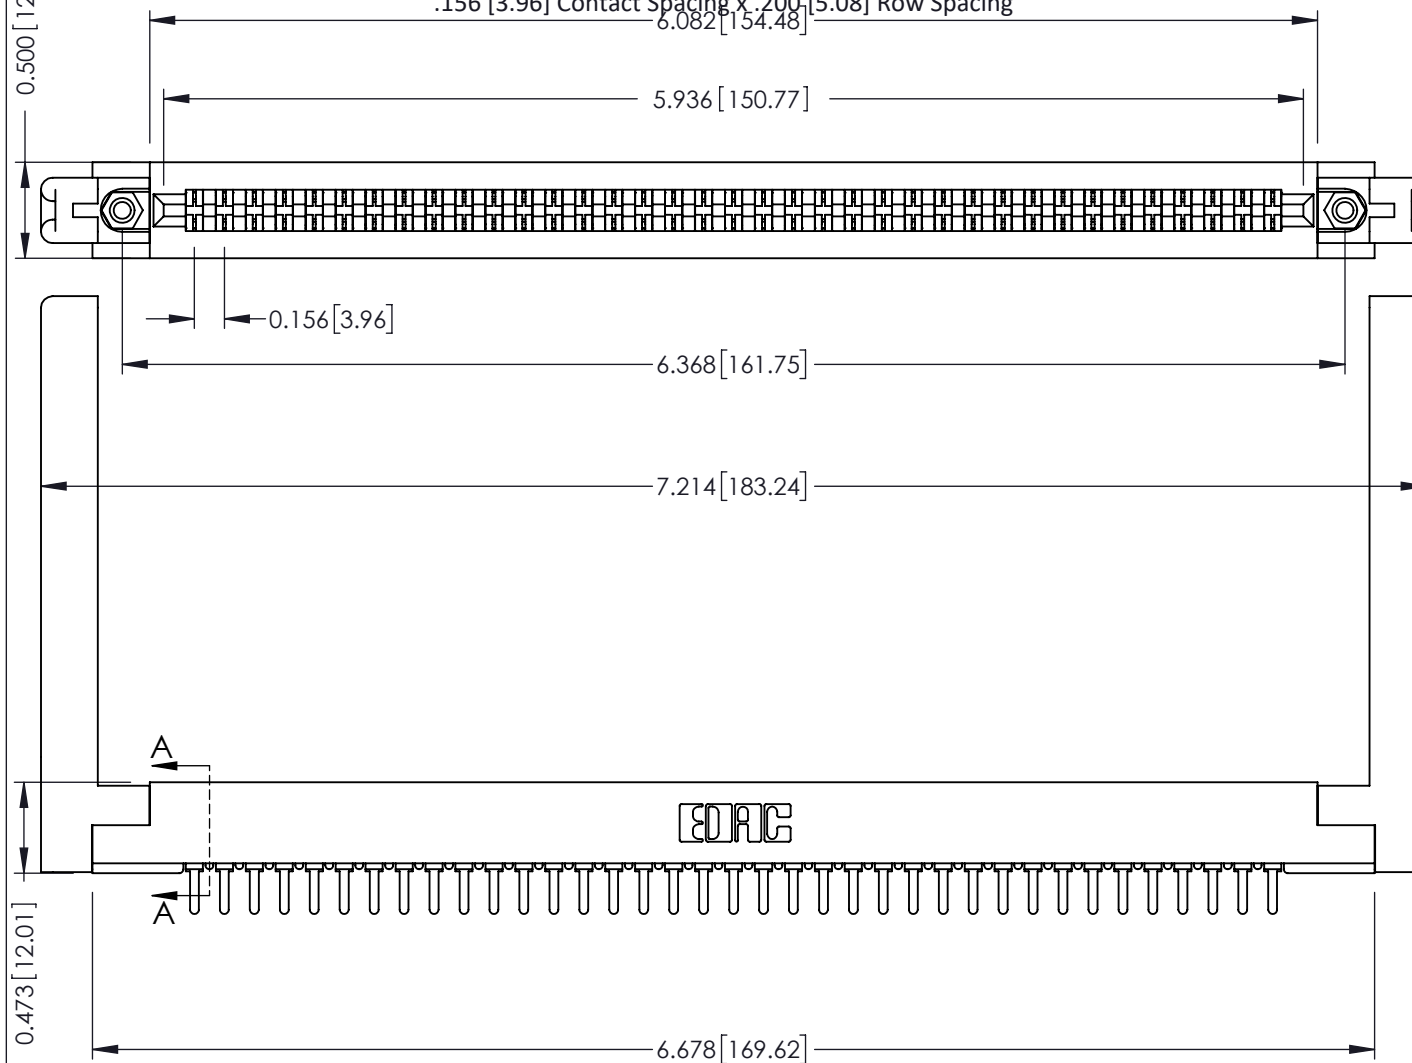 .156 [3.96] Contact Spacing x .200 [5.08] Row Spacing
6.082[154.48]
0.500[12
5.936[150.77]
0.156[3.96]
6.368[161.75]
7.214[183.24]
A
EDAC
A
0.473[12.01]
6.678[169.62]